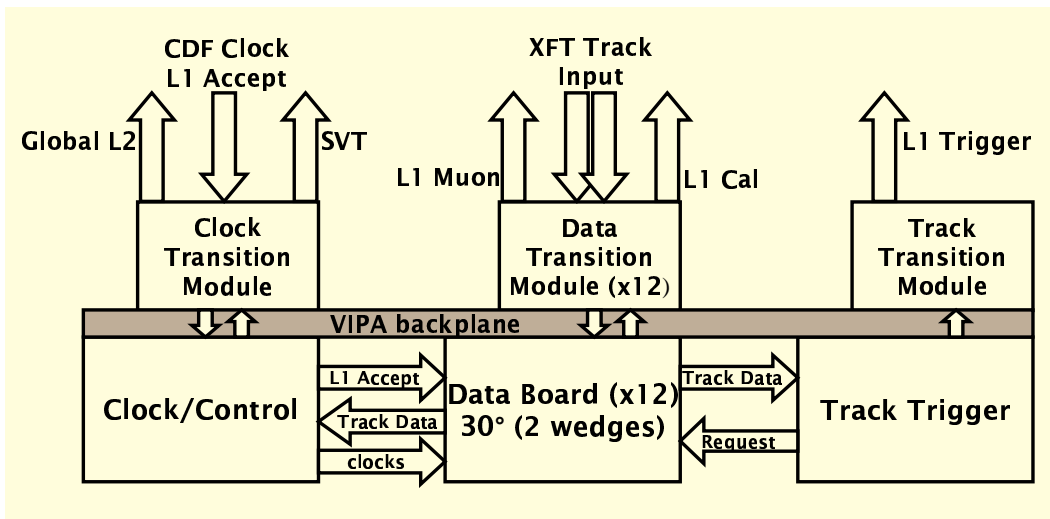 CDF Clock
L1 Accept
XFT Track
Input
Global L2
SVT
L1 Muon
L1 Cal
L1 Trigger
Clock
Transition
Module
Data
Transition
Module (x12)
Track
Transition
Module
VIPA backplane
Clock/Control
L1 Accept
Track Data
clocks
Data Board (x12)
30° (2 wedges)
Track Data
Request
Track Trigger